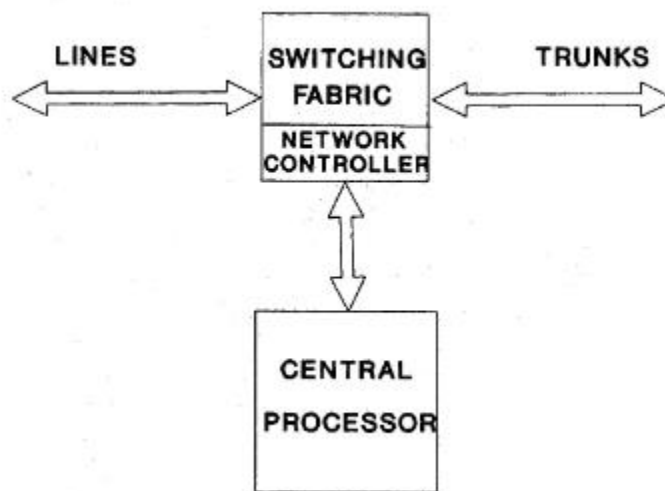 LINES
SWITCHING
FABRIC
TRUNKS
NETWORK
CONTROLLER
CENTRAL
PROCESSOR